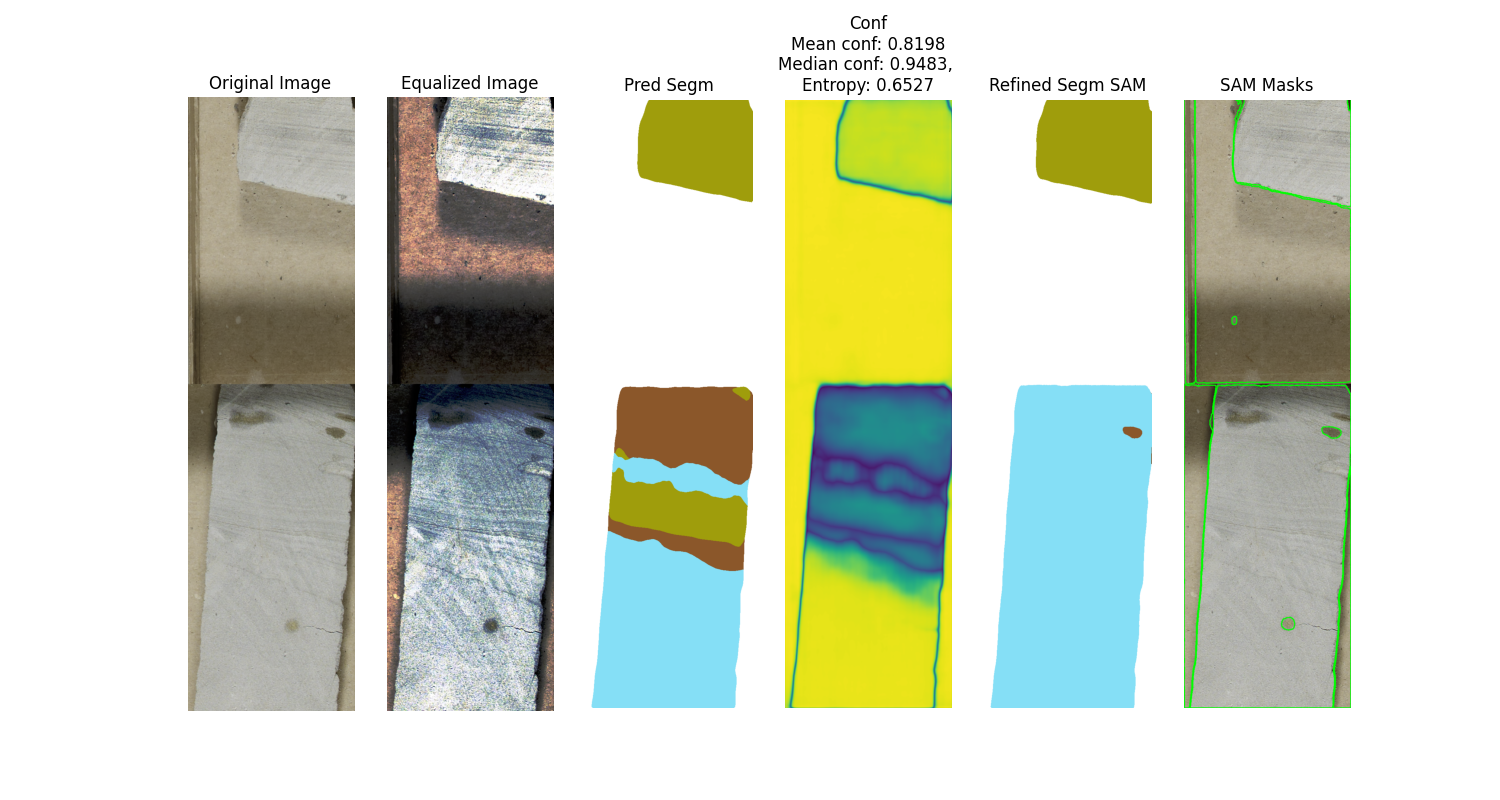 Original Image
Equalized Image
Pred Segm
Conf
Mean conf: 0.8198
Median conf: 0.9483,
Entropy: 0.6527
Refined Segm SAM
SAM Masks
0